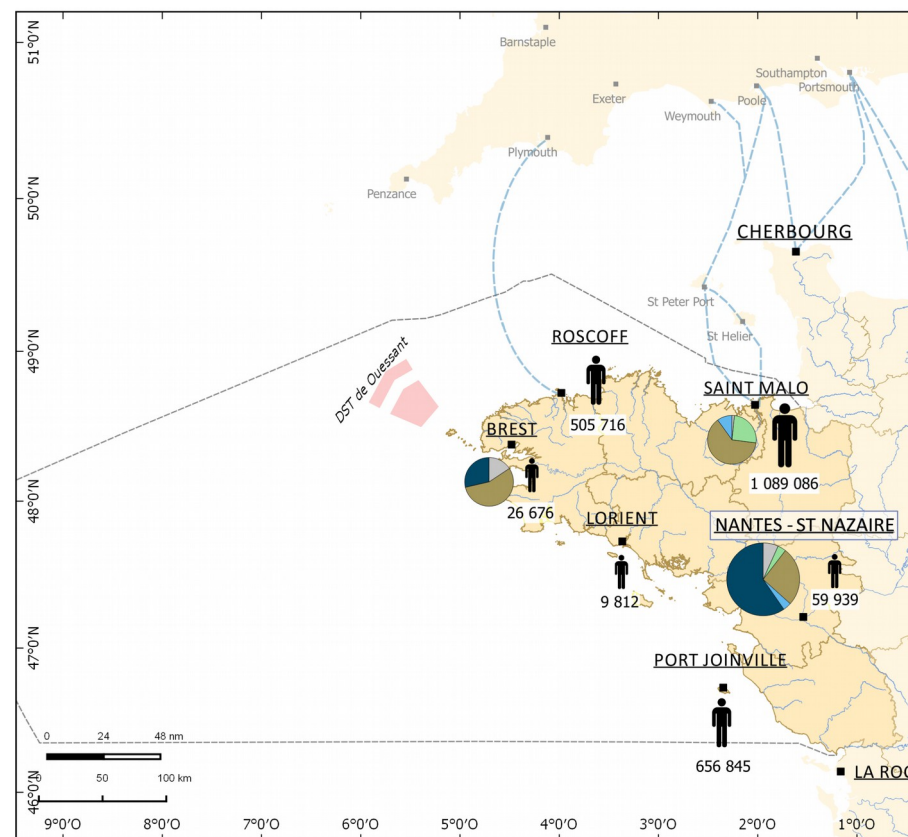 51°0'N
50°0'N
49°0'N
48°0'N
47°0'N
46°0'N
Barnstaple
Southampton
Portsmouth
Exeter
Poole
Weymouth
Plymouth
Penzance
CHERBOURG
St Peter Port
St Helier
DST de Ouessant
ROSCOFF
505 716
SAINT MALO
1 089 086
BREST
26 676
LORIENT
9 812
NANTES - ST NAZAIRE
59 939
PORT JOINVILLE
656 845
LA ROC
0 24 48 nm
0 50 100 km
9°0'O 8°0'O 7°0'O 6°0'O 5°0'O 4°0'O 3°0'O 2°0'O 1°0'O